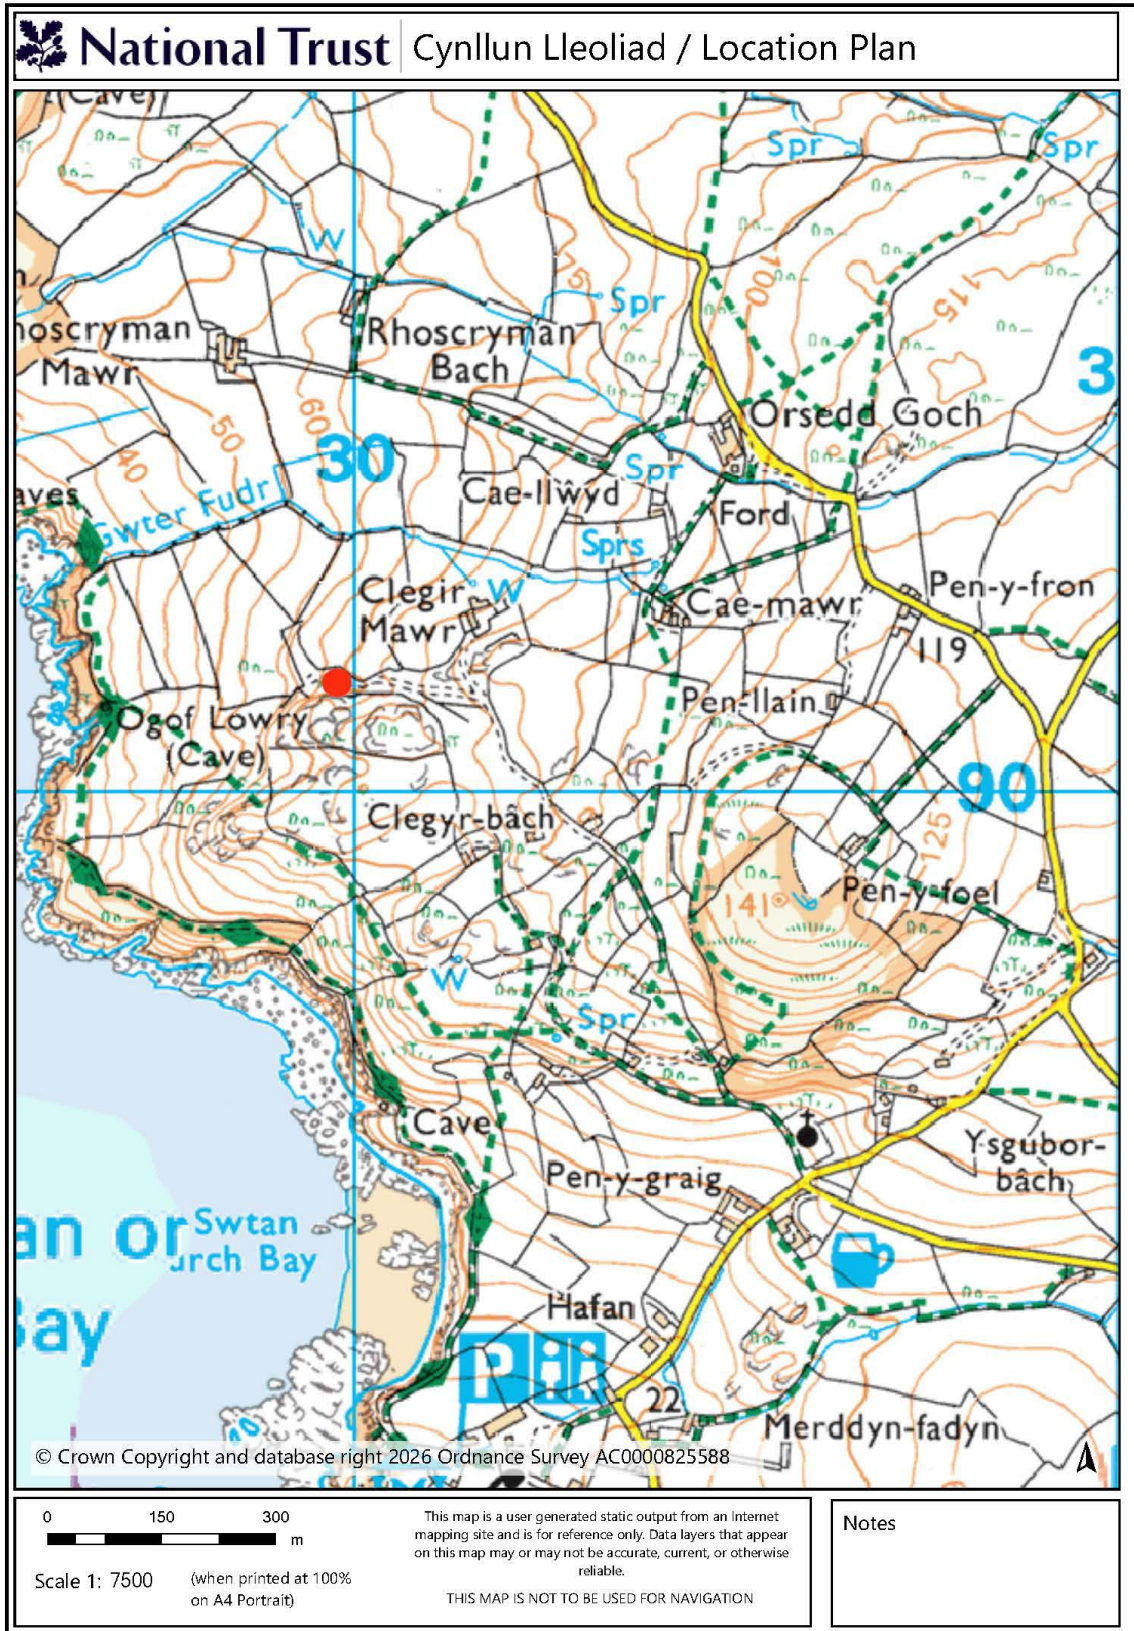 National Trust
Cynllun Lleoliad / Location Plan
(Cave)
Spr
Spr
W
75
100
115
Spr
Rhoscryman
Bach
Mawr
3
50
60
40
30
Orsedd Goch
Spr
Cae-llwyd
Gwter Fudr
Ford
Sprs
Clegir
Mawr
W
Cae-mawr
Pen-y-fron
119
Pen-llain
Ogof Lowry
(Cave)
90
Clegyr-bâch
125
141
Pen-y-foel
W
Spr
Cave
Ysgubor-
bâch
Pen-y-graig
an or
Swtan
urch Bay
Bay
Hafan
P
22
Merddyn-fadyn
© Crown Copyright and database right 2026 Ordnance Survey AC0000825588
0 150 300
m
Scale 1: 7500
(when printed at 100%
on A4 Portrait)
This map is a user generated static output from an Internet
mapping site and is for reference only. Data layers that appear
on this map may or may not be accurate, current, or otherwise
reliable.
THIS MAP IS NOT TO BE USED FOR NAVIGATION
Notes